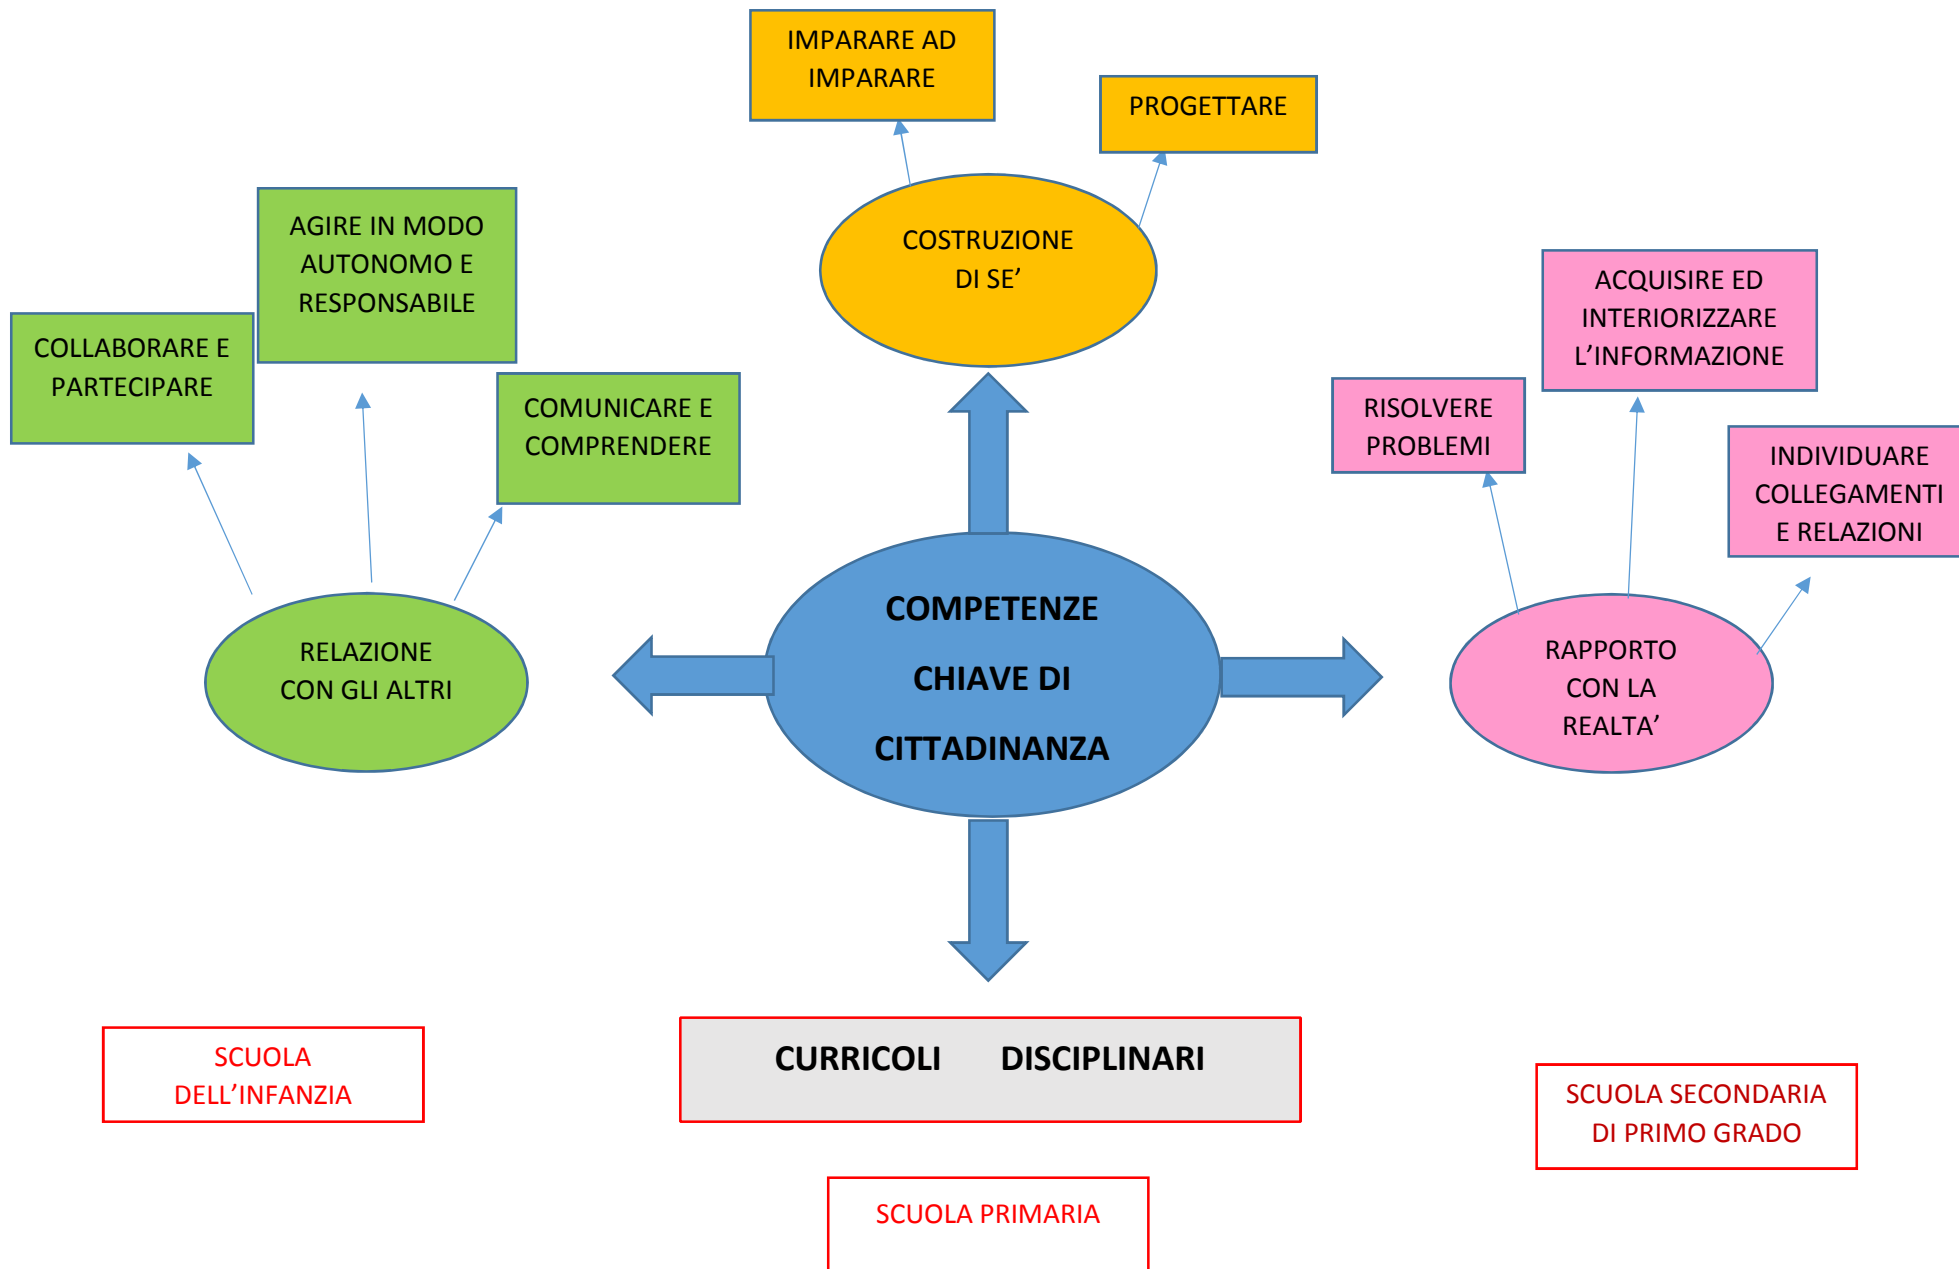 IMPARARE AD
IMPARARE
PROGETTARE
COSTRUZIONE
DI SE’
AGIRE IN MODO
AUTONOMO E
RESPONSABILE
COLLABORARE E
PARTECIPARE
COMUNICARE E
COMPRENDERE
RELAZIONE
CON GLI ALTRI
ACQUISIRE ED
INTERIORIZZARE
L’INFORMAZIONE
RISOLVERE
PROBLEMI
INDIVIDUARE
COLLEGAMENTI
E RELAZIONI
RAPPORTO
CON LA
REALTA’
COMPETENZE
CHIAVE DI
CITTADINANZA
CURRICOLI DISCIPLINARI
SCUOLA
DELL’INFANZIA
SCUOLA SECONDARIA
DI PRIMO GRADO
SCUOLA PRIMARIA